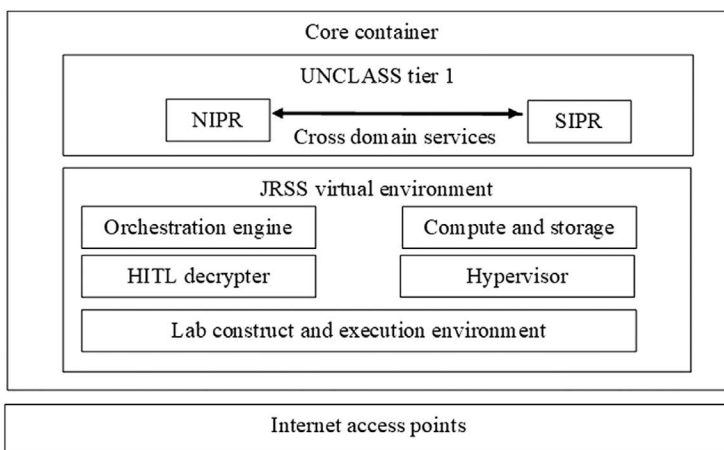 Core container
UNCLASS tier 1
NIPR
SIPR
Cross domain services
JRSS virtual environment
Orchestration engine
Compute and storage
HITL decrypter
Hypervisor
Lab construct and execution environment
Internet access points